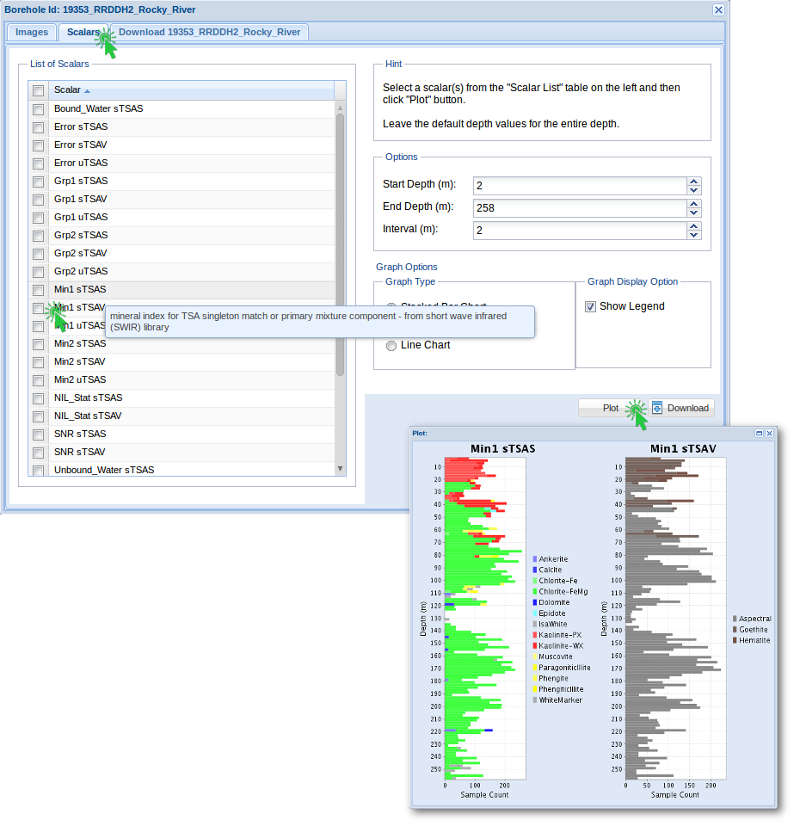 Borehole Id: 19353_RRDDH2_Rocky_River
Images
Scalars
Download 19353_RRDDH2_Rocky_River
List of Scalars
Scalar
Bound_Water sTSAS
Error sTSAS
Error sTSAV
Error uTSAS
Grp1 sTSAS
Grp1 sTSAV
Grp1 uTSAS
Grp2 sTSAS
Grp2 sTSAV
Grp2 uTSAS
Min1 sTSAS
Min1 sTSAV
Min1 uTSAS
Min2 sTSAS
Min2 sTSAV
Min2 uTSAS
NIL_Stat sTSAS
NIL_Stat sTSAV
SNR sTSAS
SNR sTSAV
Unbound_Water sTSAS
mineral index for TSA singleton match or primary mixture component - from short wave infrared
(SWIR) library
Hint
Select a scalar(s) from the "Scalar List" table on the left and then
click "Plot" button.
Leave the default depth values for the entire depth.
Options
Start Depth (m): 2
End Depth (m): 258
Interval (m): 2
Graph Options
Graph Type
Stacked Bar Chart
Line Chart
Graph Display Option
Show Legend
Plot
Download
Plot:
Min1 sTSAS
10
20
30
40
50
60
70
80
90
100
110
120
130
140
150
160
170
180
190
200
210
220
230
240
250
Depth (m)
0 100 200
Sample Count
Ankerite
Calcite
Chlorite-Fe
Chlorite-FeMg
Dolomite
Epidote
IsaWhite
Kaolinite-PX
Kaolinite-WX
Muscovite
ParagoniticIllite
Phengite
PhengiticIllite
WhiteMarker
Min1 sTSAV
10
20
30
40
50
60
70
80
90
100
110
120
130
140
150
160
170
180
190
200
210
220
230
240
250
Depth (m)
0 50 100 150 200
Sample Count
Aspectral
Goethite
Hematite